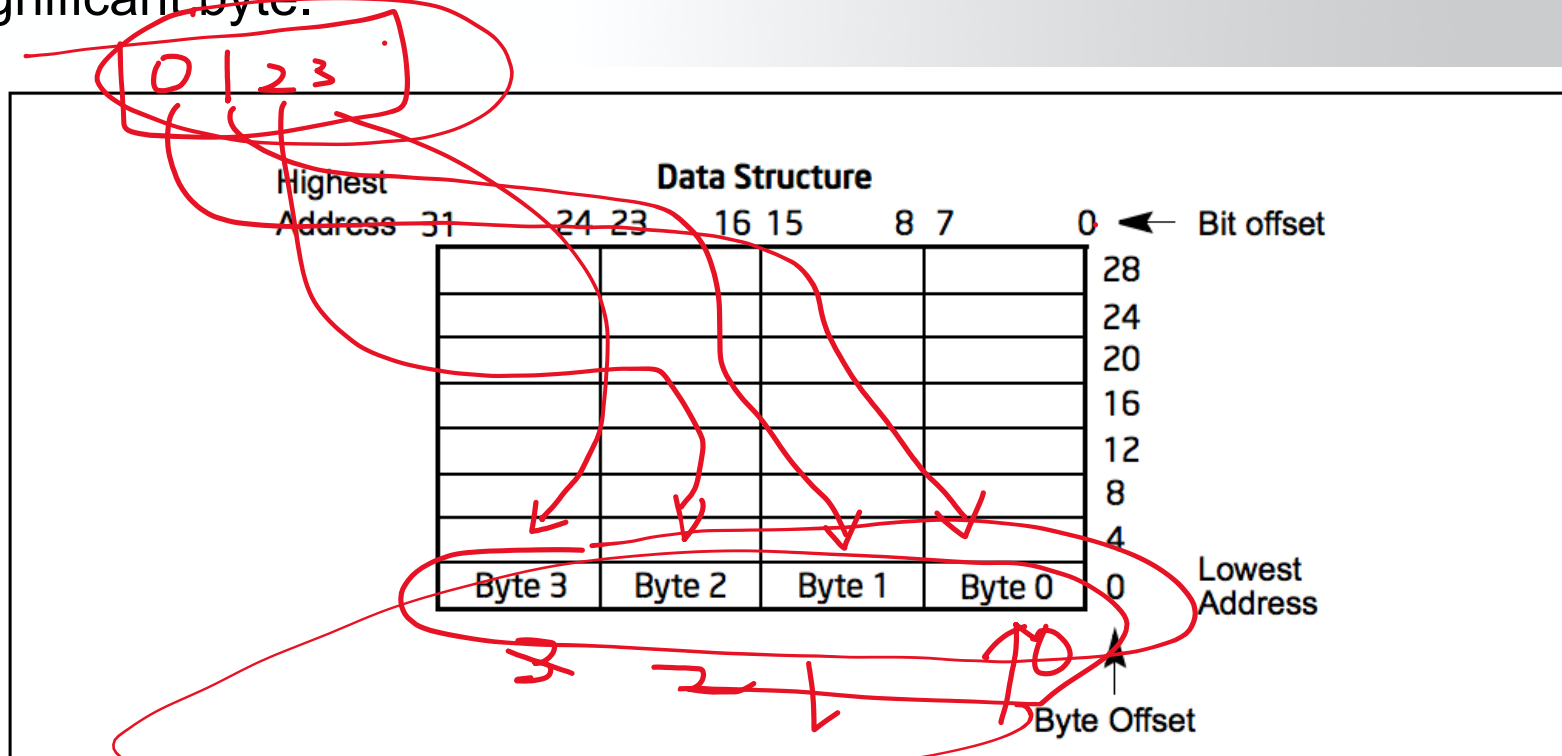 gnificant byte.
0 1 2 3
Data Structure
Highest
Address 31 24 23 16 15 8 7 0 Bit offset
28
24
20
16
12
8
4
Byte 3 Byte 2 Byte 1 Byte 0 0
Lowest
Address
3 2 1 0
Byte Offset